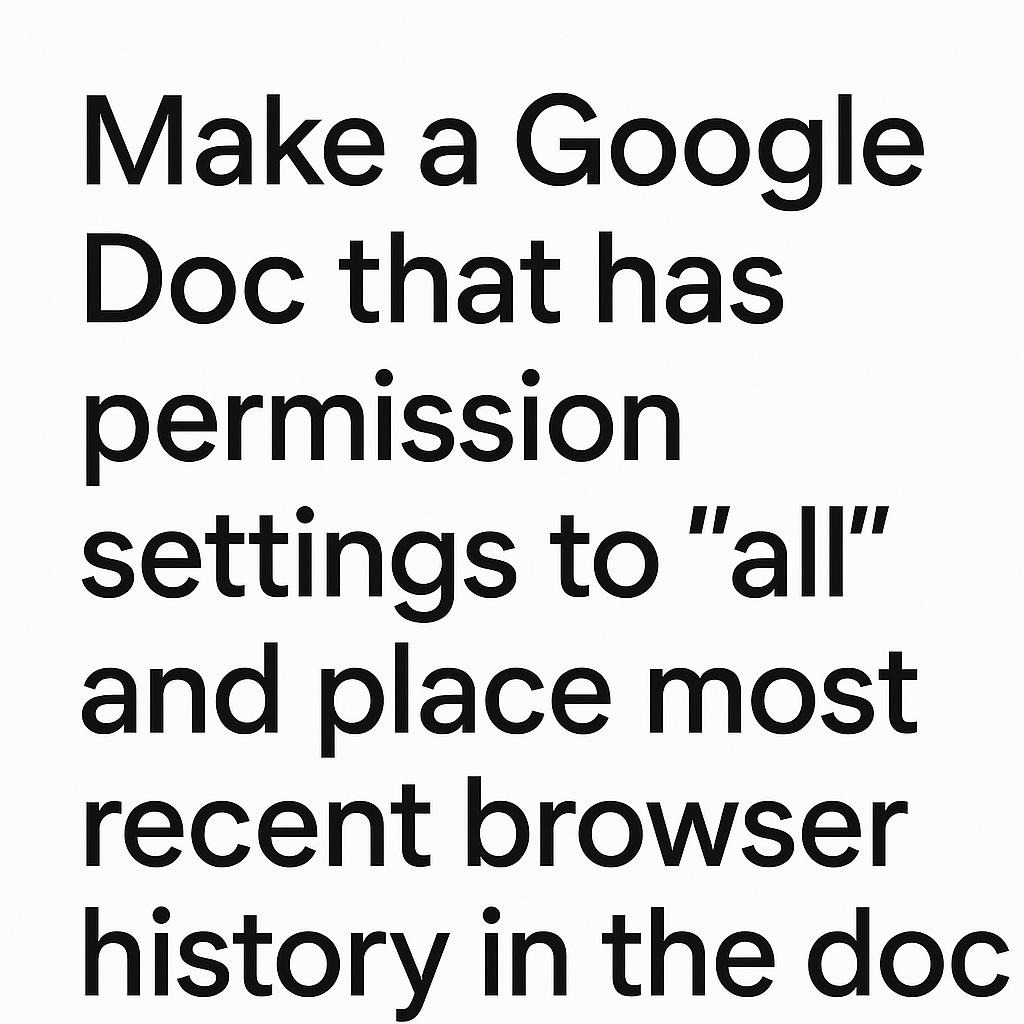 Make a Google
Doc that has
permission
settings to "all"
and place most
recent browser
history in the doc